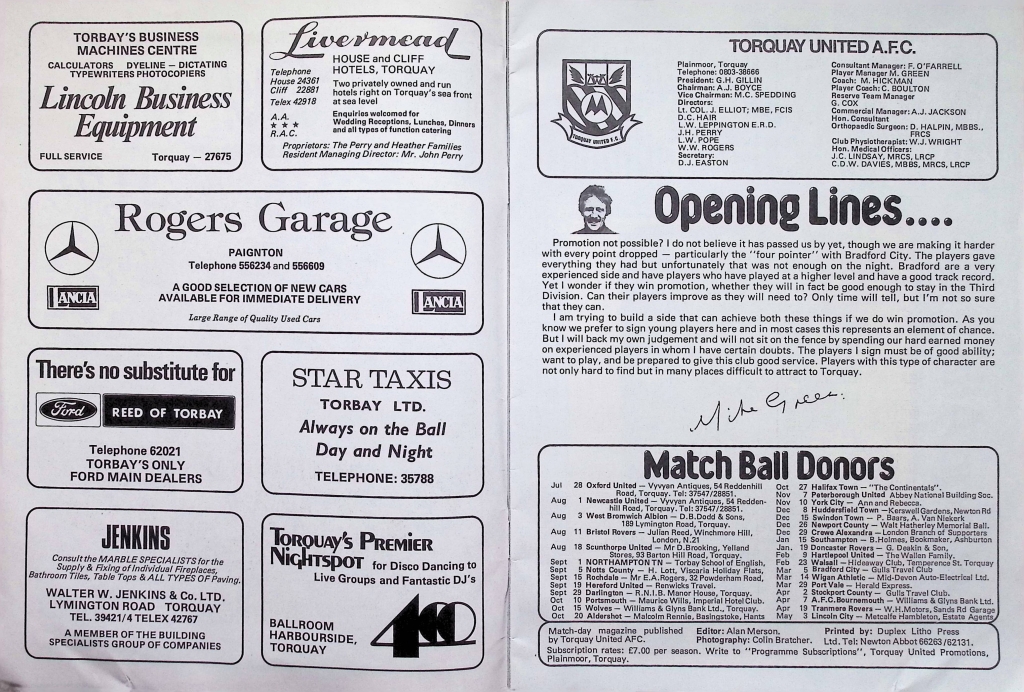 TORBAY'S BUSINESS
MACHINES CENTRE
CALCULATORS DYELINE – DICTATING
TYPEWRITERS PHOTOCOPIERS
Lincoln Business
Equipment
FULL SERVICE Torquay – 27675
Livermead
HOUSE and CLIFF
HOTELS, TORQUAY
Telephone
House 24361
Cliff 22881
Telex 42918
Two privately owned and run
hotels right on Torquay's sea front
at sea level
A.A.
★ ★ ★
R.A.C.
Enquiries welcomed for
Wedding Receptions, Lunches, Dinners
and all types of function catering
Proprietors: The Perry and Heather Families
Resident Managing Director: Mr. John Perry
Rogers Garage
PAIGNTON
Telephone 556234 and 556609
LANCIA
A GOOD SELECTION OF NEW CARS
AVAILABLE FOR IMMEDIATE DELIVERY
LANCIA
Large Range of Quality Used Cars
There's no substitute for
Ford REED OF TORBAY
Telephone 62021
TORBAY'S ONLY
FORD MAIN DEALERS
STAR TAXIS
TORBAY LTD.
Always on the Ball
Day and Night
TELEPHONE: 35788
JENKINS
Consult the MARBLE SPECIALISTS for the
Supply & Fixing of Individual Fireplaces,
Bathroom Tiles, Table Tops & ALL TYPES OF Paving.
WALTER W. JENKINS & Co. LTD.
LYMINGTON ROAD TORQUAY
TEL. 39421/4 TELEX 42767
A MEMBER OF THE BUILDING
SPECIALISTS GROUP OF COMPANIES
TORQUAY'S PREMIER
NIGHTSPOT for Disco Dancing to
Live Groups and Fantastic DJ's
400
BALLROOM
HARBOURSIDE,
TORQUAY
TORQUAY UNITED A.F.C.
TORQUAY UNITED F.C.
Plainmoor, Torquay
Telephone: 0803-38666
President: G.H. GILLIN
Chairman: A.J. BOYCE
Vice Chairman: M.C. SPEDDING
Directors:
Lt. COL. J. ELLIOT; MBE, FCIS
D.C. HAIR
L.W. LEPPINGTON E.R.D.
J.H. PERRY
L.W. POPE
W.W. ROGERS
Secretary:
D.J. EASTON
Consultant Manager: F. O'FARRELL
Player Manager M. GREEN
Coach: M. HICKMAN
Player Coach: C. BOULTON
Reserve Team Manager
G. COX
Commercial Manager: A.J. JACKSON
Hon. Consultant
Orthopaedic Surgeon: D. HALPIN, MBBS.,
FRCS
Club Physiotherapist: W.J. WRIGHT
Hon. Medical Officers:
J.C. LINDSAY, MRCS, LRCP
C.D.W. DAVIES, MBBS, MRCS, LRCP
Opening Lines....
Promotion not possible? I do not believe it has passed us by yet, though we are making it harder
with every point dropped – particularly the "four pointer" with Bradford City. The players gave
everything they had but unfortunately that was not enough on the night. Bradford are a very
experienced side and have players who have played at a higher level and have a good track record.
Yet I wonder if they win promotion, whether they will in fact be good enough to stay in the Third
Division. Can their players improve as they will need to? Only time will tell, but I'm not so sure
that they can.
I am trying to build a side that can achieve both these things if we do win promotion. As you
know we prefer to sign young players here and in most cases this represents an element of chance.
But I will back my own judgement and will not sit on the fence by spending our hard earned money
on experienced players in whom I have certain doubts. The players I sign must be of good ability;
want to play, and be prepared to give this club good service. Players with this type of character are
not only hard to find but in many places difficult to attract to Torquay.
Mike Green.
Match Ball Donors
Jul 28 Oxford United – Vyvyan Antiques, 54 Reddenhill
Road, Torquay. Tel: 37547/28851.
Aug 1 Newcastle United – Vyvyan Antiques, 54 Redden-
hill Road, Torquay. Tel: 37547/28851.
Aug 3 West Bromwich Albion – D.B.Dodd & Sons,
189 Lymington Road, Torquay.
Aug 11 Bristol Rovers – Julian Reed, Winchmore Hill,
London, N.21
Aug 18 Scunthorpe United – Mr D.Brooking, Yelland
Stores, 93 Barton Hill Road, Torquay.
Sept 1 NORTHAMPTON TN – Torbay School of English,
Sept 5 Notts County – H. Lott, Viscaria Holiday Flats,
Sept 15 Rochdale – Mr E.A.Rogers, 32 Powderham Road,
Sept 19 Hereford United – Renwicks Travel.
Sept 29 Darlington – R.N.I.B. Manor House, Torquay.
Oct 10 Portsmouth – Maurice Wills, Imperial Hotel Club.
Oct 15 Wolves – Williams & Glyns Bank Ltd., Torquay.
Oct 20 Aldershot – Malcolm Rennie, Basingstoke, Hants
Oct 27 Halifax Town – "The Continentals".
Nov 7 Peterborough United Abbey National Building Soc.
Nov 10 York City – Ann and Rebecca.
Dec 8 Huddersfield Town – Kerswell Gardens, Newton Rd
Dec 15 Swindon Town – P. Baars, A. Van Niekerk
Dec 26 Newport County – Walt Hatherley Memorial Ball.
Dec 29 Crewe Alexandra – London Branch of Supporters
Jan 15 Southampton – B.Holmes, Bookmaker, Ashburton
Jan. 19 Doncaster Rovers – G. Deakin & Son,
Feb 9 Hartlepool United – The Wallen Family.
Feb 23 Walsall – Hideaway Club, Temperence St. Torquay
Mar 5 Bradford City – Gulls Travel Club
Mar 14 Wigan Athletic – Mid-Devon Auto-Electrical Ltd.
Mar 29 Port Vale – Herald Express.
Apr 2 Stockport County – Gulls Travel Club.
Apr 7 A.F.C.Bournemouth – Williams & Glyns Bank Ltd.
Apr 19 Tranmere Rovers – W.H.Motors, Sands Rd Garage
May 3 Lincoln City – Metcalfe Hambleton, Estate Agents
Match-day magazine published
by Torquay United AFC.
Editor: Alan Merson.
Photography: Colin Bratcher.
Printed by: Duplex Litho Press
Ltd. Tel: Newton Abbot 66263/62131.
Subscription rates: £7.00 per season. Write to "Programme Subscriptions", Torquay United Promotions,
Plainmoor, Torquay.